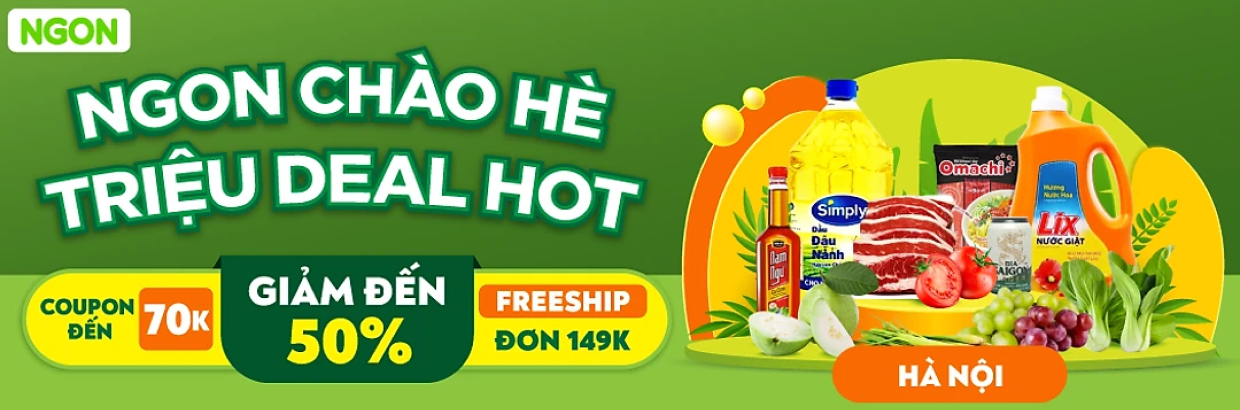 NGON
NGON CHÀO HÈ
TRIỆU DEAL HOT
COUPON
ĐẾN
70K
GIẢM ĐẾN
50%
FREESHIP
ĐƠN 149K
Nam
Ngư
Simply
Dầu
Đậu
Nành
Omachi
BIA
SAIGON
Hương
Nước Hoa
LIX
NƯỚC GIẶT
HÀ NỘI